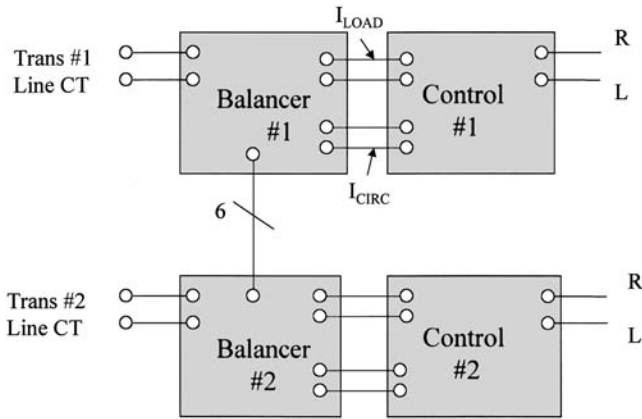 I_LOAD
Trans #1
Line CT
Balancer
#1
Control
#1
R
L
I_CIRC
6
Trans #2
Line CT
Balancer
#2
Control
#2
R
L